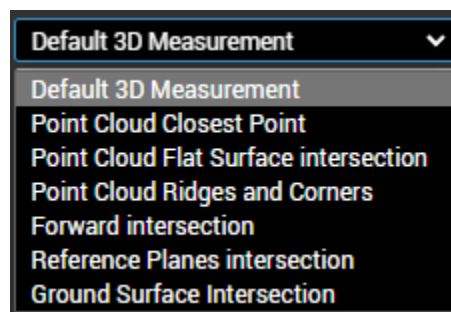 Default 3D Measurement
Default 3D Measurement
Point Cloud Closest Point
Point Cloud Flat Surface intersection
Point Cloud Ridges and Corners
Forward intersection
Reference Planes intersection
Ground Surface Intersection